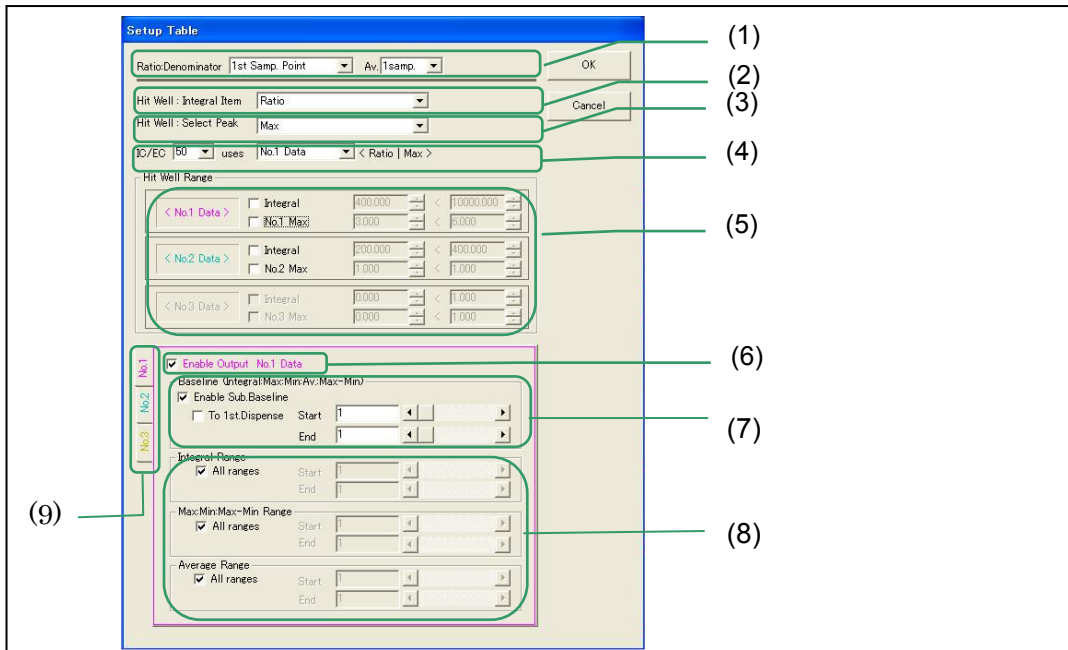 Setup Table
(1)
Ratio:Denominator 1st Samp. Point Av. 1samp. OK
(2)
Hit Well : Integral Item Ratio Cancel
(3)
Hit Well : Select Peak Max
(4)
IC/EC 50 uses No.1 Data < Ratio | Max >
Hit Well Range
< No.1 Data > Integral 400.000 < 10000.000
No.1 Max 3.000 < 6.000
(5)
< No.2 Data > Integral 200.000 < 400.000
No.2 Max 1.000 < 1.000
< No.3 Data > Integral 0.000 < 1.000
No.3 Max 0.000 < 1.000
(6)
No.1 Enable Output No.1 Data
Baseline (Integral:Max:Min:Av.:Max-Min)
No.2 Enable Sub.Baseline
To 1st.Dispense Start 1
(7)
No.3 End 1
Integral Range
All ranges Start 1
End 1
(9)
Max:Min:Max-Min Range
All ranges Start 1
(8)
End 1
Average Range
All ranges Start 1
End 1